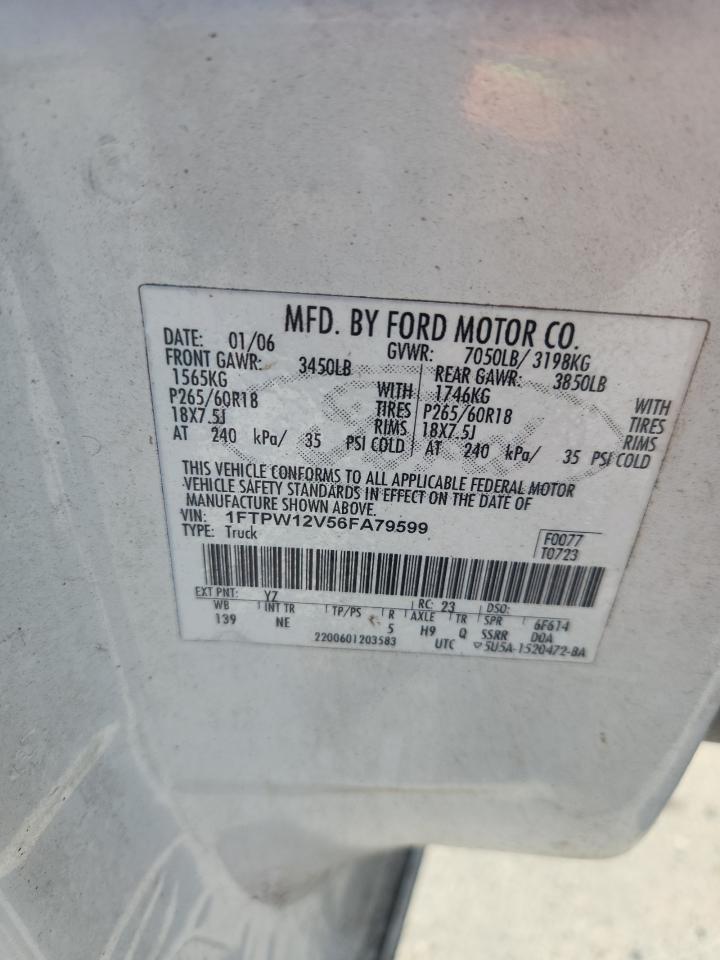 MFD. BY FORD MOTOR CO.
DATE: 01/06 GVWR: 7050LB/ 3198KG
FRONT GAWR: 3450LB REAR GAWR: 3850LB
1565KG WITH 1746KG WITH
P265/60R18 TIRES P265/60R18 TIRES
18X7.5J RIMS 18X7.5J RIMS
AT 240 kPa/ 35 PSI COLD AT 240 kPa/ 35 PSI COLD
THIS VEHICLE CONFORMS TO ALL APPLICABLE FEDERAL MOTOR
VEHICLE SAFETY STANDARDS IN EFFECT ON THE DATE OF
MANUFACTURE SHOWN ABOVE.
VIN: 1FTPW12V56FA79599 F0077
TYPE: Truck T0723
EXT PNT: YZ RC: 23 DSO:
WB INT TR TP/PS R AXLE TR SPR 6F614
139 NE 5 H9 Q SSRR DOA
2200601203583 UTC ▽5U5A-1520472-BA